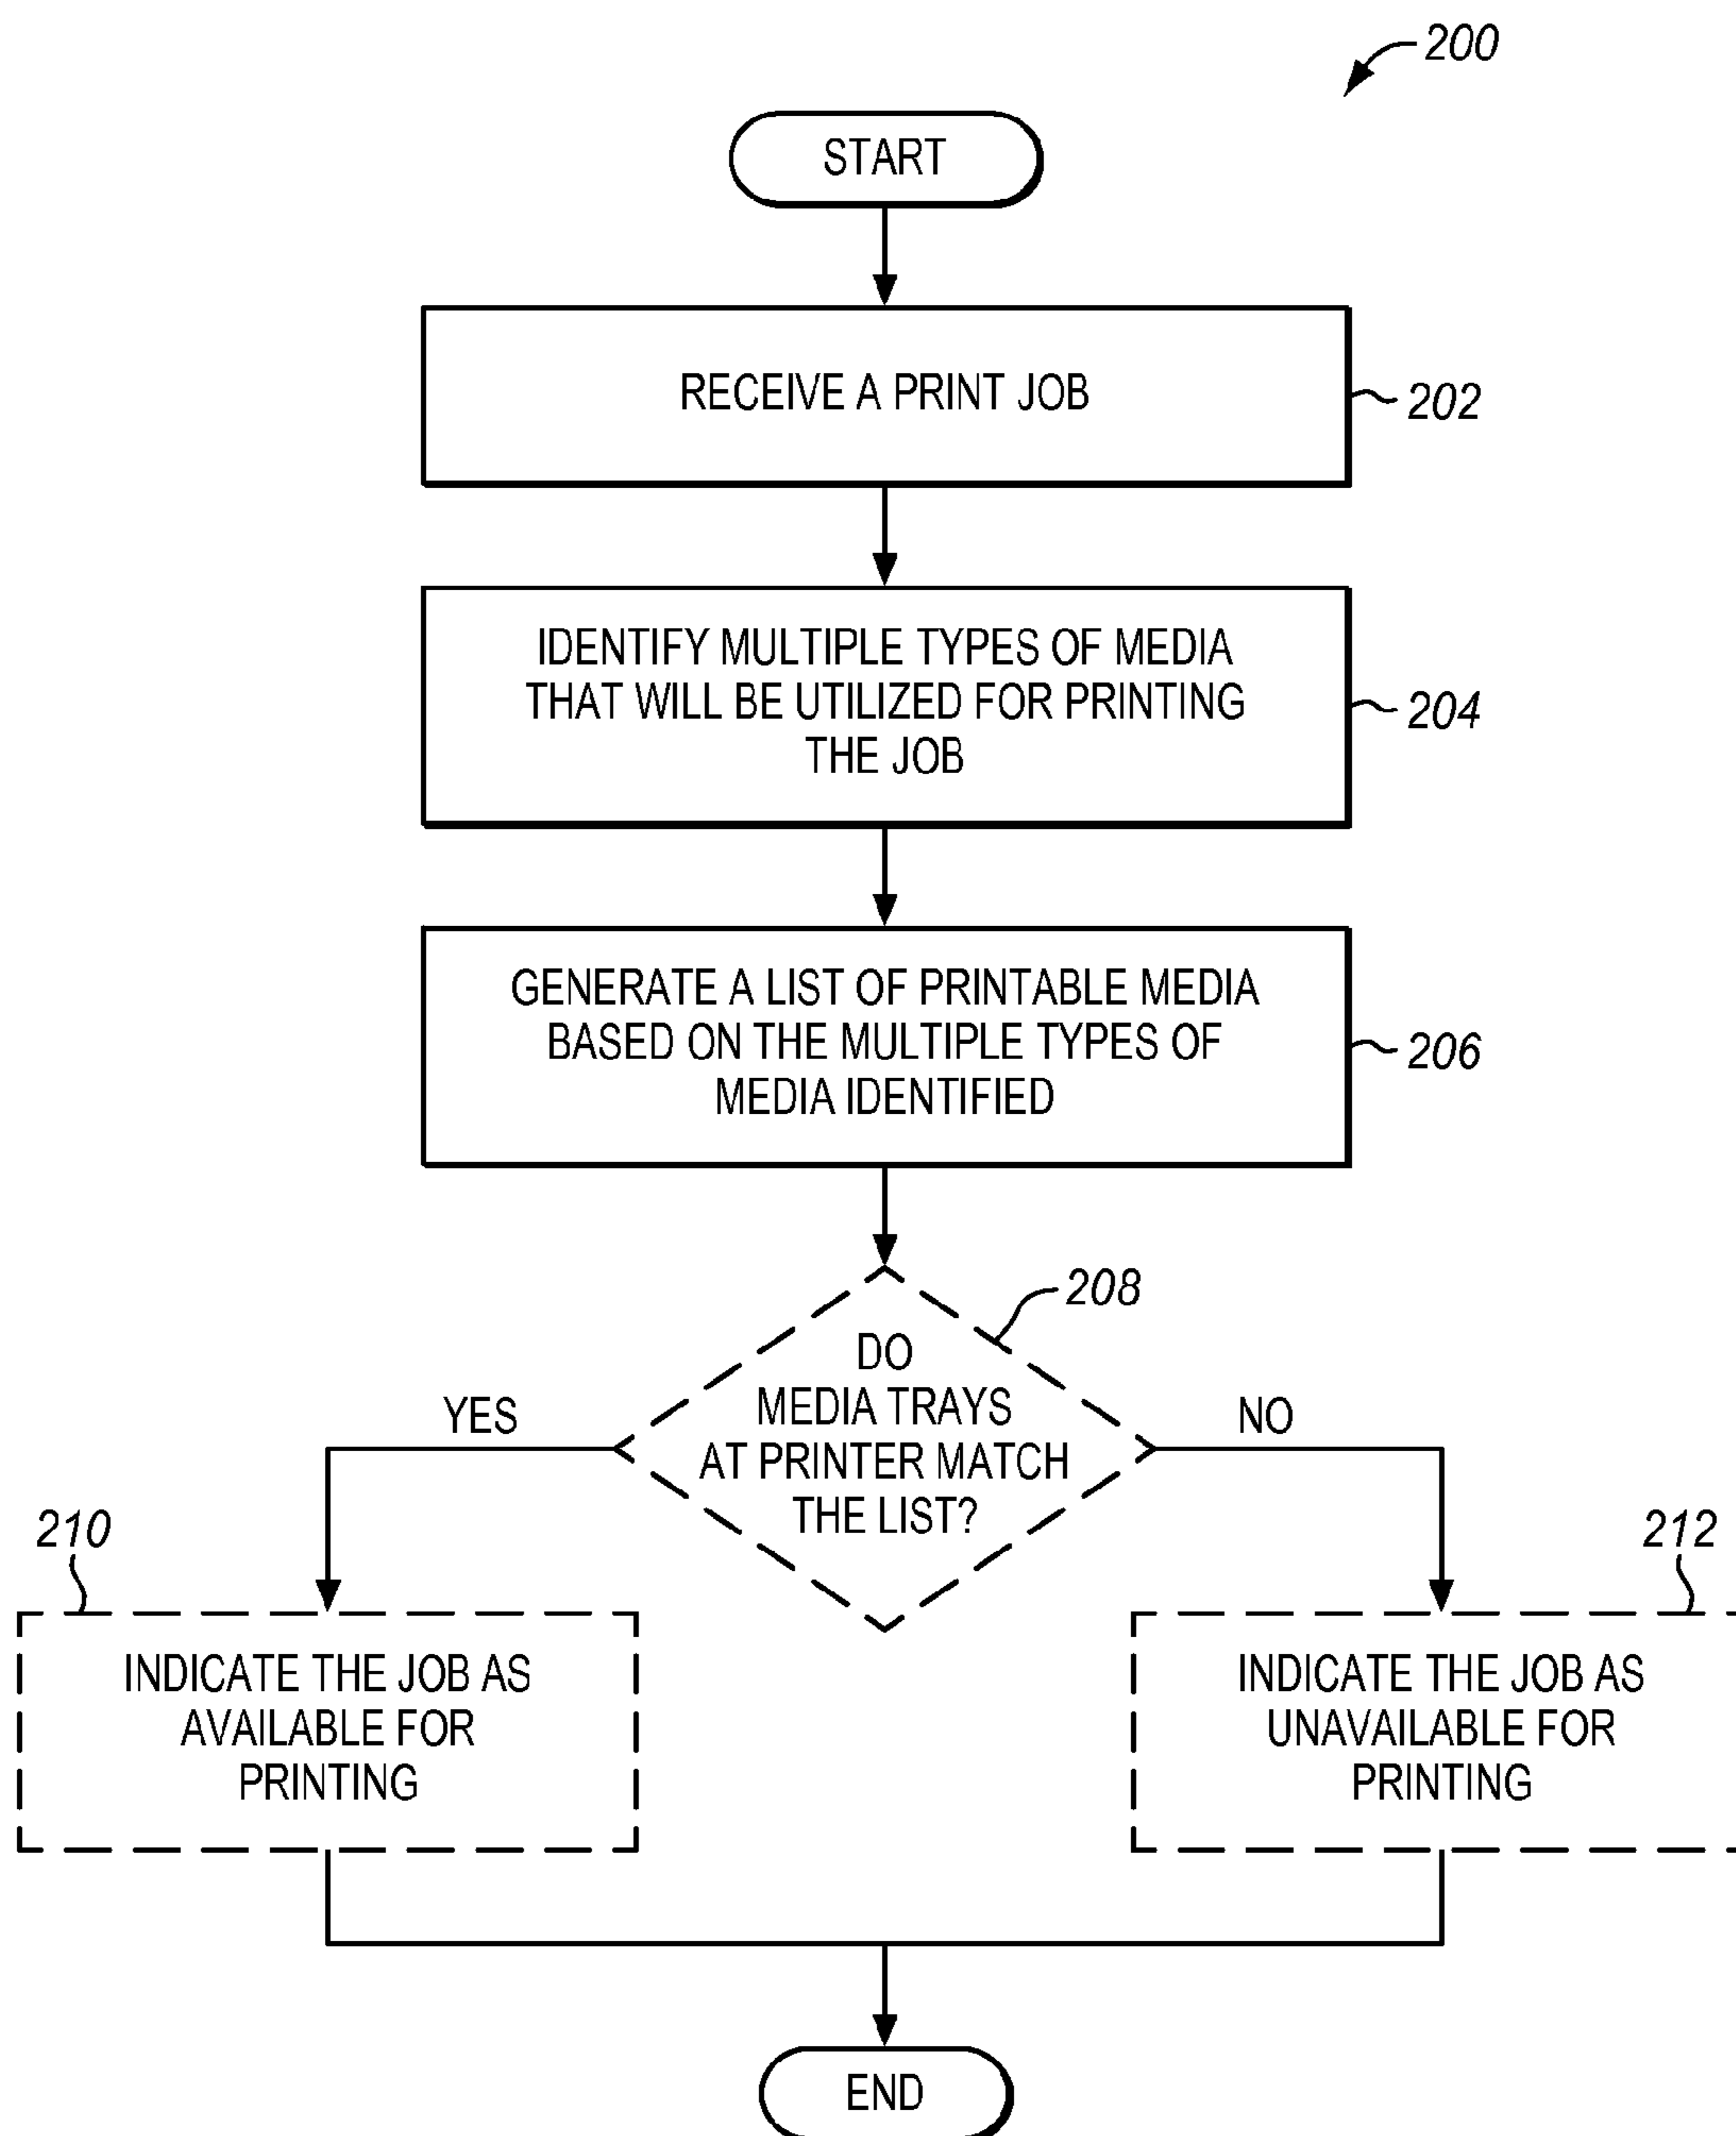 200
START
RECEIVE A PRINT JOB
202
IDENTIFY MULTIPLE TYPES OF MEDIA
THAT WILL BE UTILIZED FOR PRINTING
THE JOB
204
GENERATE A LIST OF PRINTABLE MEDIA
BASED ON THE MULTIPLE TYPES OF
MEDIA IDENTIFIED
206
208
DO
MEDIA TRAYS
AT PRINTER MATCH
THE LIST?
YES
NO
210
INDICATE THE JOB AS
AVAILABLE FOR
PRINTING
212
INDICATE THE JOB AS
UNAVAILABLE FOR
PRINTING
END